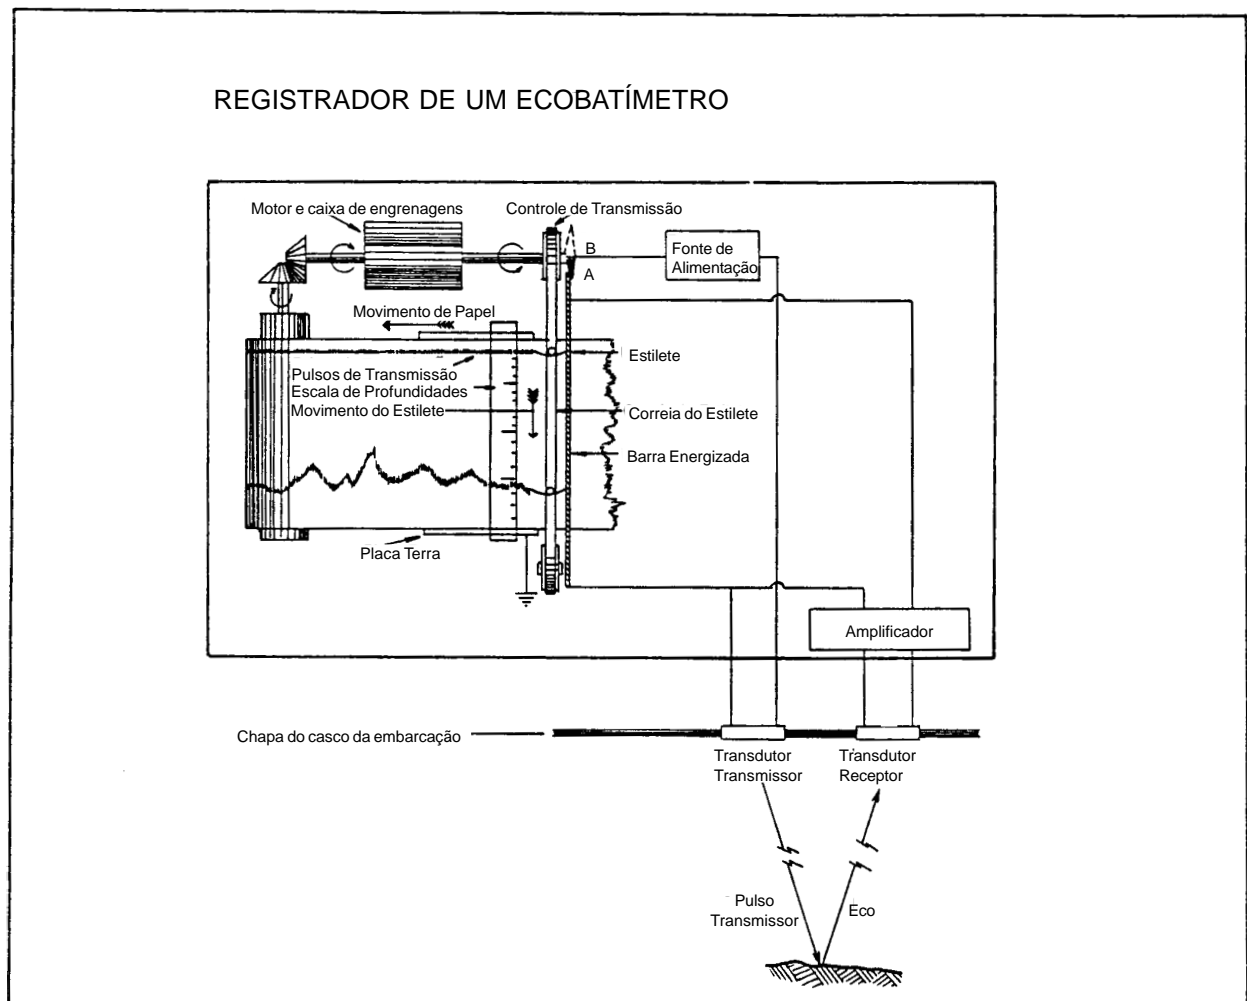 REGISTRADOR DE UM ECOBATÍMETRO
Motor e caixa de engrenagens
Controle de Transmissão
B
A
Fonte de
Alimentação
Movimento de Papel
Estilete
Pulsos de Transmissão
Escala de Profundidades
Movimento do Estilete
Correia do Estilete
Barra Energizada
Placa Terra
Amplificador
Chapa do casco da embarcação
Transdutor
Transmissor
Transdutor
Receptor
Pulso
Transmissor
Eco